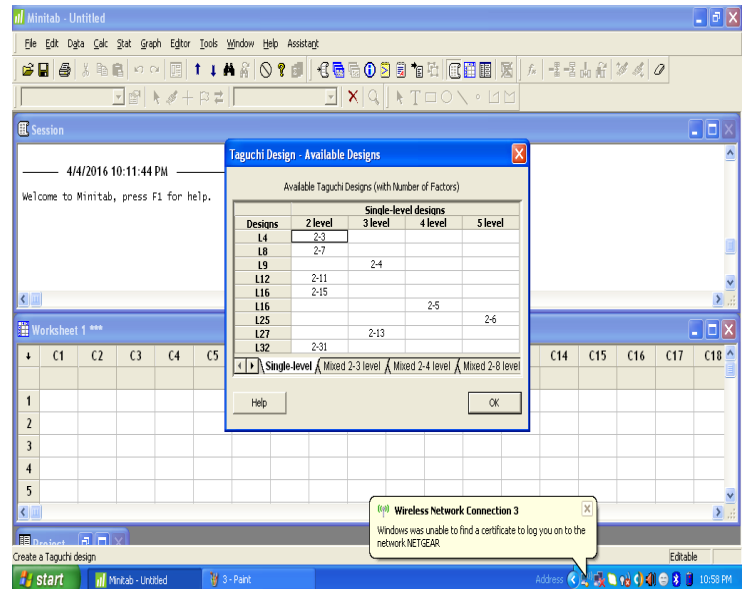 Minitab - Untitled
File Edit Data Calc Stat Graph Editor Tools Window Help Assistant
Session
4/4/2016 10:11:44 PM
Welcome to Minitab, press F1 for help.
Taguchi Design - Available Designs
Available Taguchi Designs (with Number of Factors)
Single-level designs
Designs 2 level 3 level 4 level 5 level
L4 2-3
L8 2-7
L9 2-4
L12 2-11
L16 2-15
L16 2-5
L25 2-6
L27 2-13
L32 2-31
Single-level Mixed 2-3 level Mixed 2-4 level Mixed 2-8 level
Help OK
Worksheet 1 ***
C1 C2 C3 C4 C5 C14 C15 C16 C17 C18
1
2
3
4
5
Wireless Network Connection 3
Windows was unable to find a certificate to log you on to the
network NETGEAR
Project
Create a Taguchi design Editable
start Minitab - Untitled 3 - Paint Address 10:58 PM